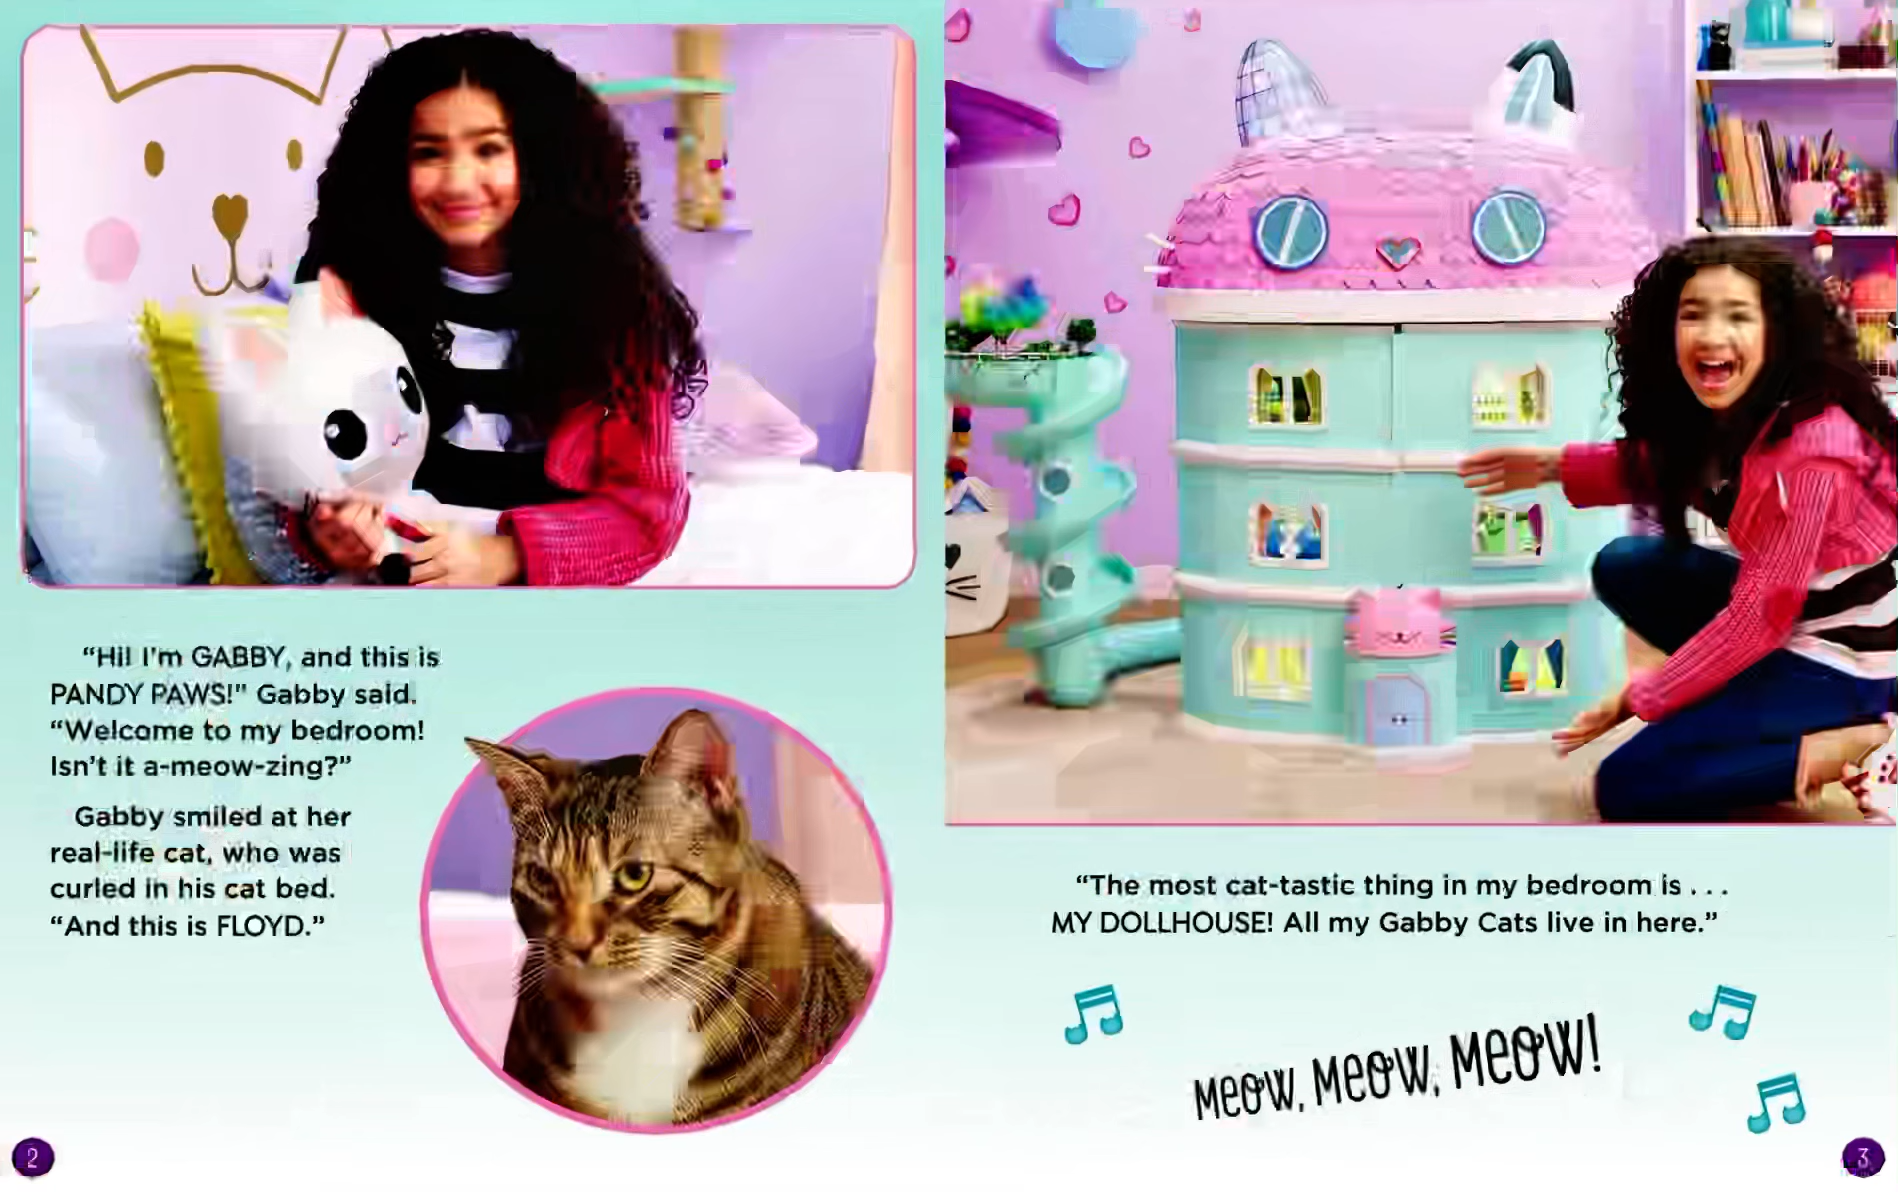 “Hi! I’m GABBY, and this is
PANDY PAWS!” Gabby said.
“Welcome to my bedroom!
Isn’t it a-meow-zing?”
Gabby smiled at her
real-life cat, who was
curled in his cat bed.
“And this is FLOYD.”
2
“The most cat-tastic thing in my bedroom is . . .
MY DOLLHOUSE! All my Gabby Cats live in here.”
MEOW, MEOW, MEOW!
3